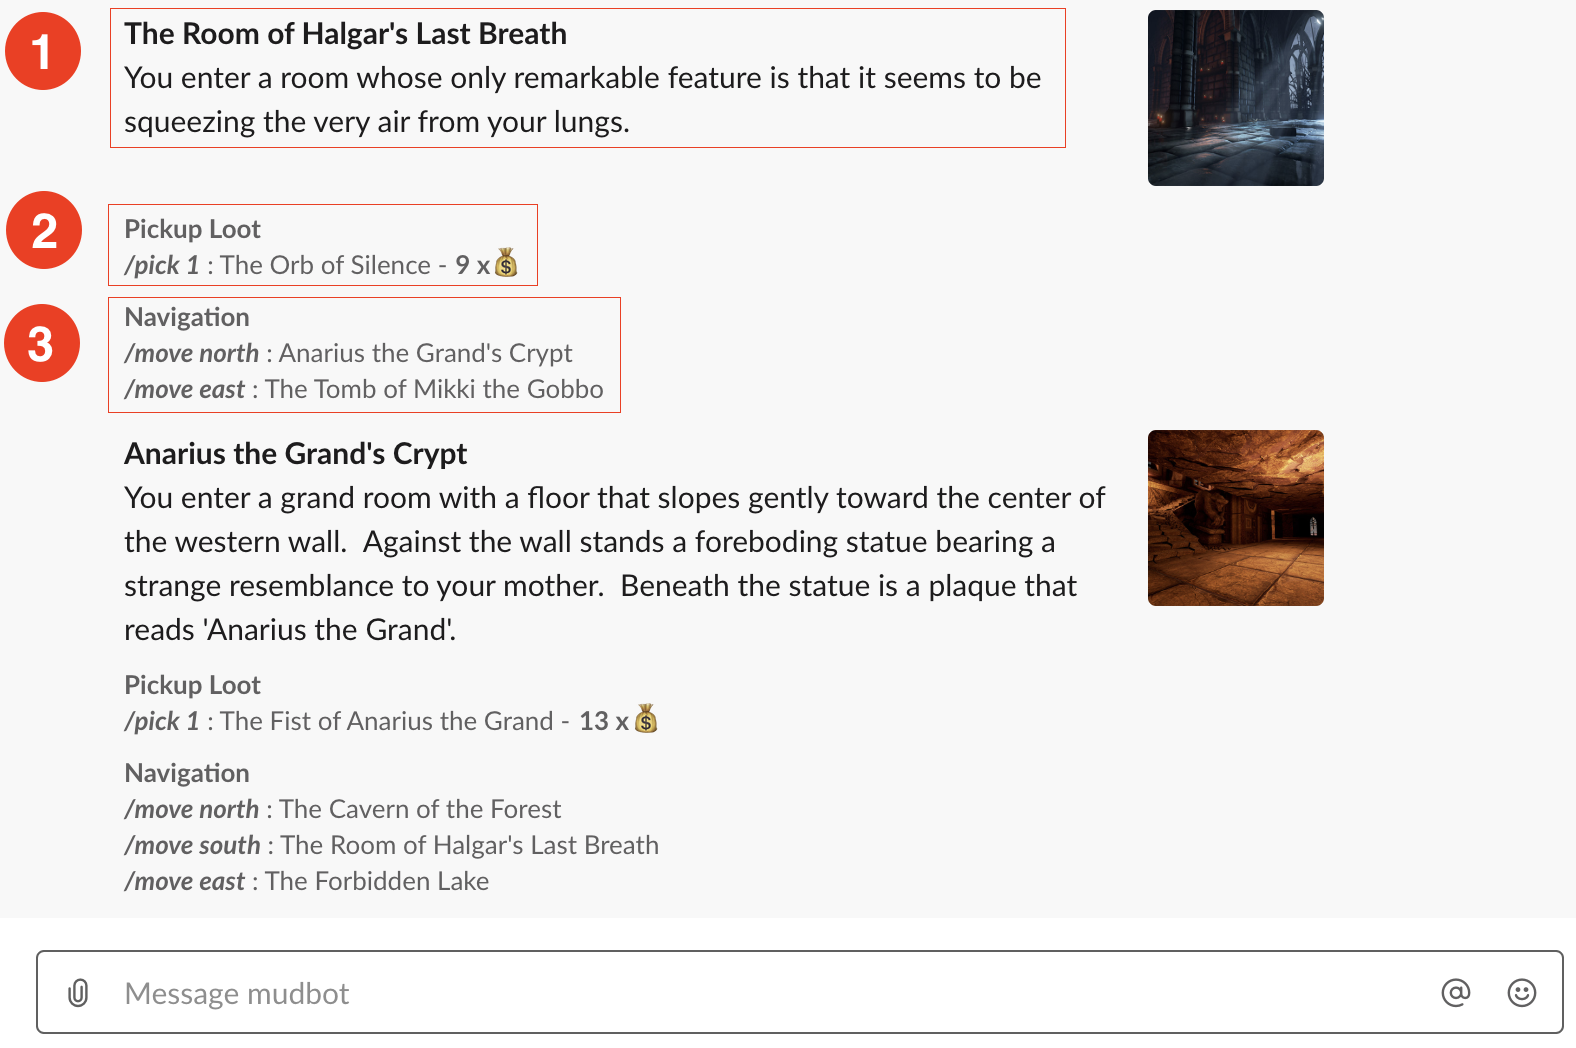 1
The Room of Halgar's Last Breath
You enter a room whose only remarkable feature is that it seems to be
squeezing the very air from your lungs.
2
Pickup Loot
/pick 1 : The Orb of Silence - 9 x💰
3
Navigation
/move north : Anarius the Grand's Crypt
/move east : The Tomb of Mikki the Gobbo
Anarius the Grand's Crypt
You enter a grand room with a floor that slopes gently toward the center of
the western wall.  Against the wall stands a foreboding statue bearing a
strange resemblance to your mother.  Beneath the statue is a plaque that
reads 'Anarius the Grand'.
Pickup Loot
/pick 1 : The Fist of Anarius the Grand - 13 x💰
Navigation
/move north : The Cavern of the Forest
/move south : The Room of Halgar's Last Breath
/move east : The Forbidden Lake
Message mudbot